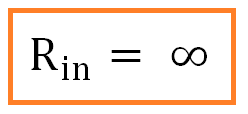 R_in = ∞